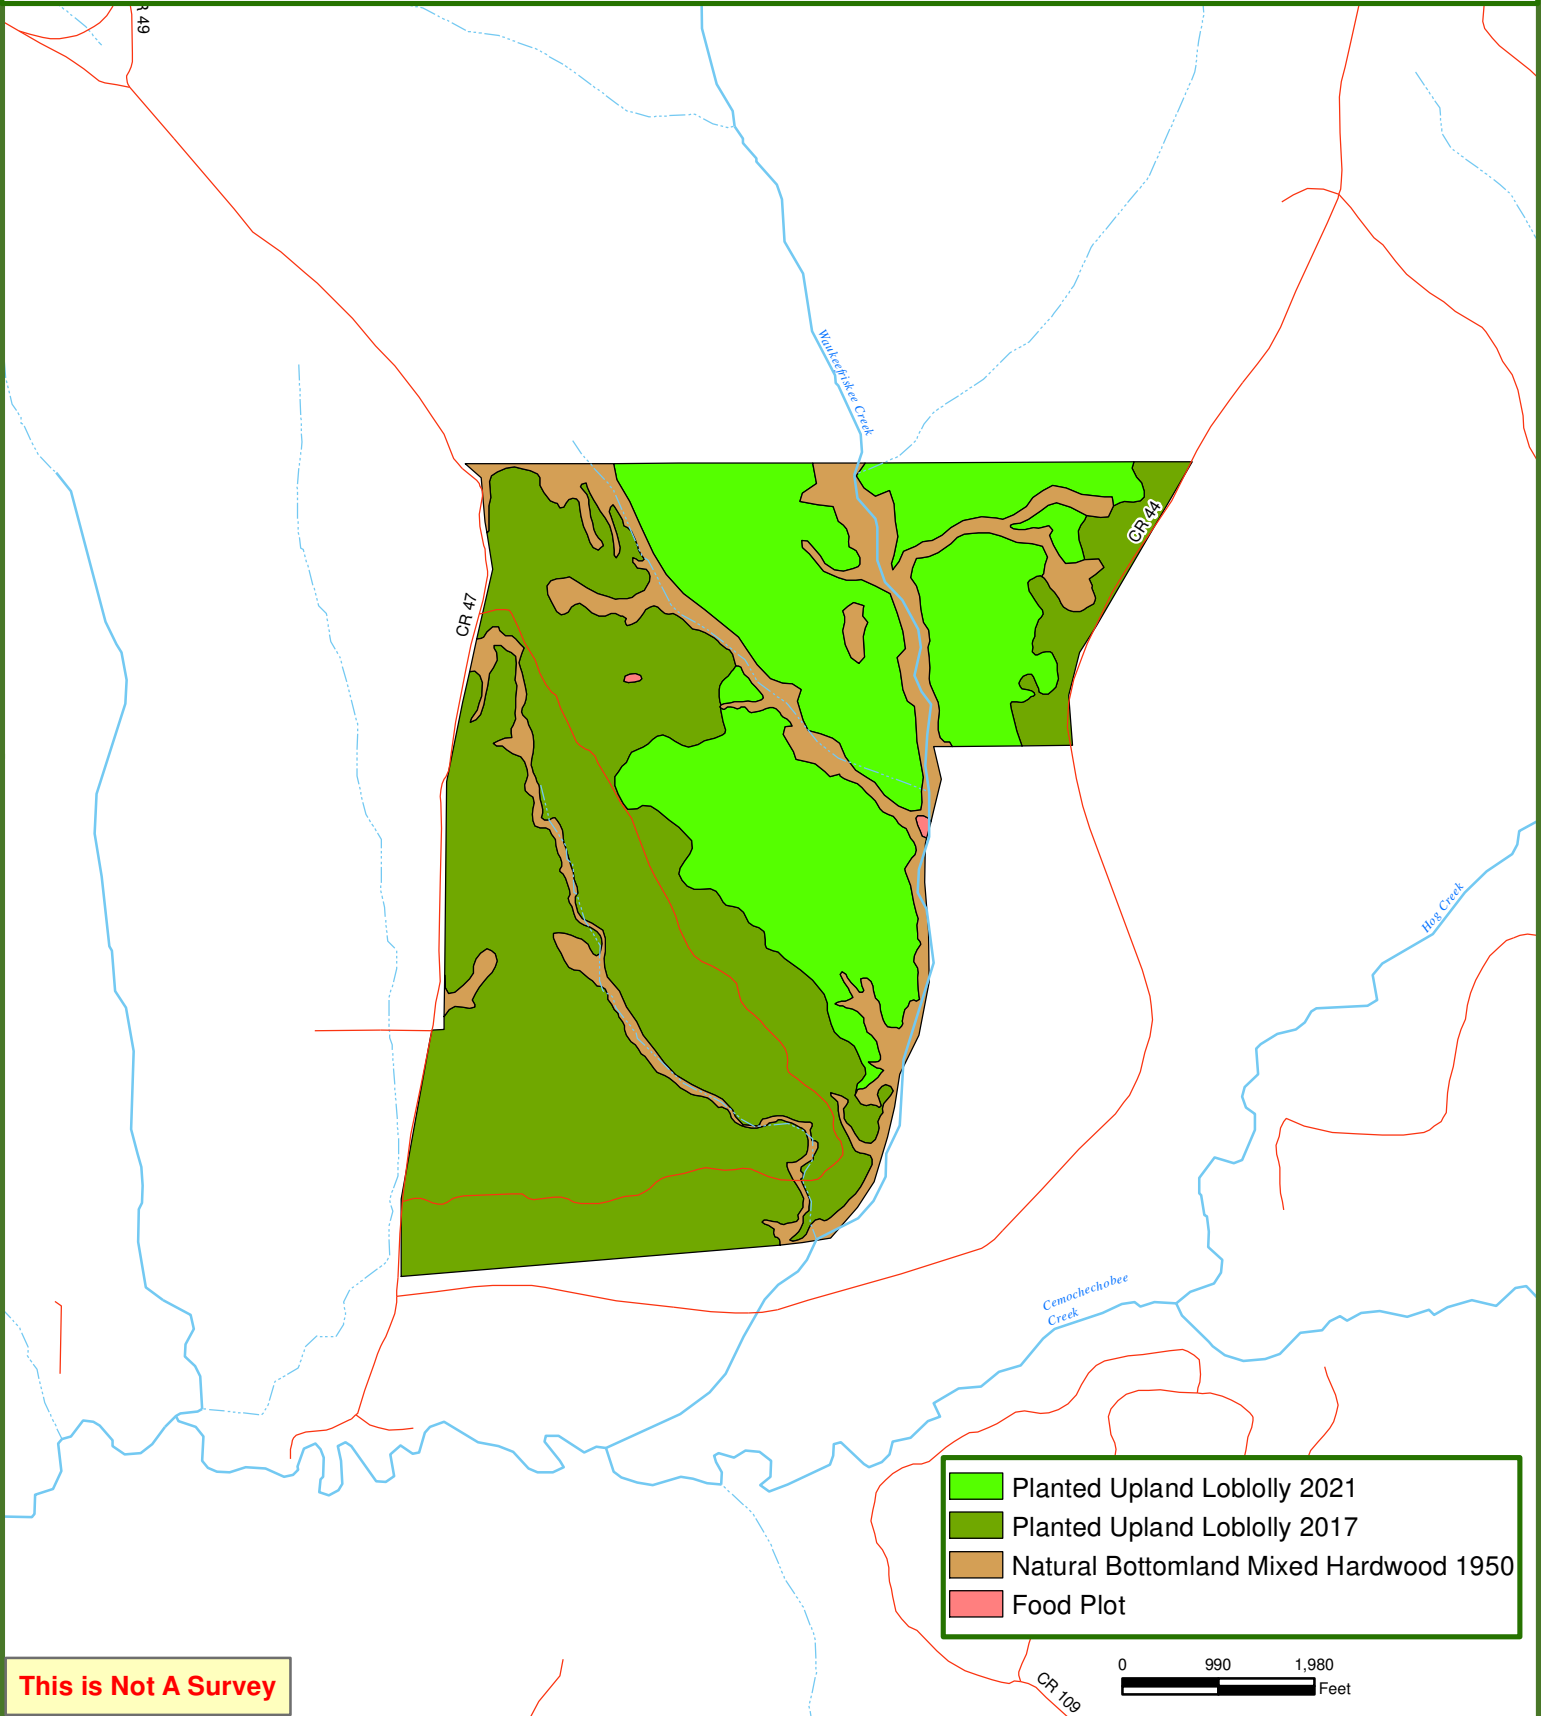 R 49
Waukeefriskee Creek
CR 44
CR 47
Hog Creek
Cemochechobee
Creek
Planted Upland Loblolly 2021
Planted Upland Loblolly 2017
Natural Bottomland Mixed Hardwood 1950
Food Plot
This is Not A Survey
0 990 1,980
Feet
CR 109